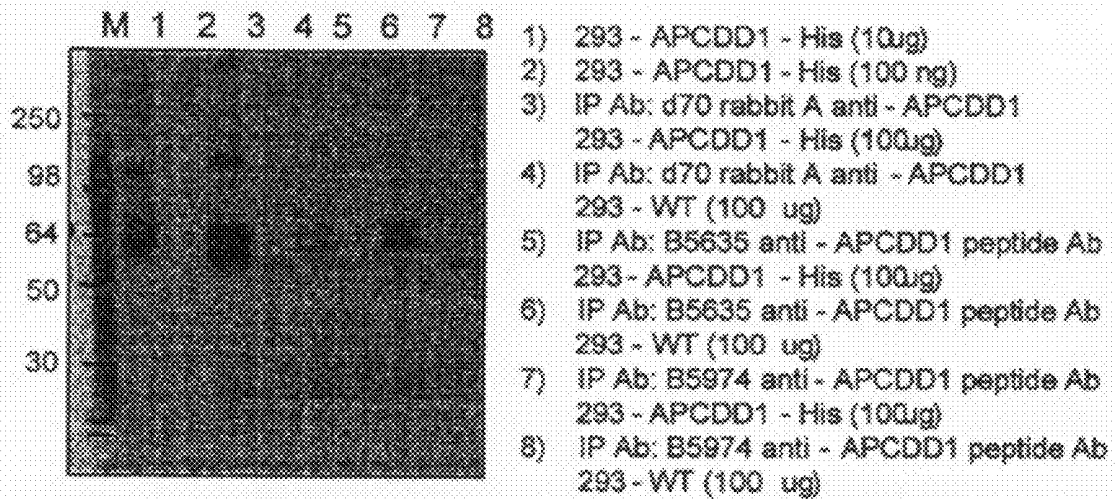 M 1 2 3 4 5 6 7 8
250
98
64
50
30
1) 293 - APCDD1 - His (10ug)
2) 293 - APCDD1 - His (100 ng)
3) IP Ab: d70 rabbit A anti - APCDD1
293 - APCDD1 - His (100ug)
4) IP Ab: d70 rabbit A anti - APCDD1
293 - WT (100 ug)
5) IP Ab: B5635 anti - APCDD1 peptide Ab
293 - APCDD1 - His (100ug)
6) IP Ab: B5635 anti - APCDD1 peptide Ab
293 - WT (100 ug)
7) IP Ab: B5974 anti - APCDD1 peptide Ab
293 - APCDD1 - His (100ug)
8) IP Ab: B5974 anti - APCDD1 peptide Ab
293 - WT (100 ug)